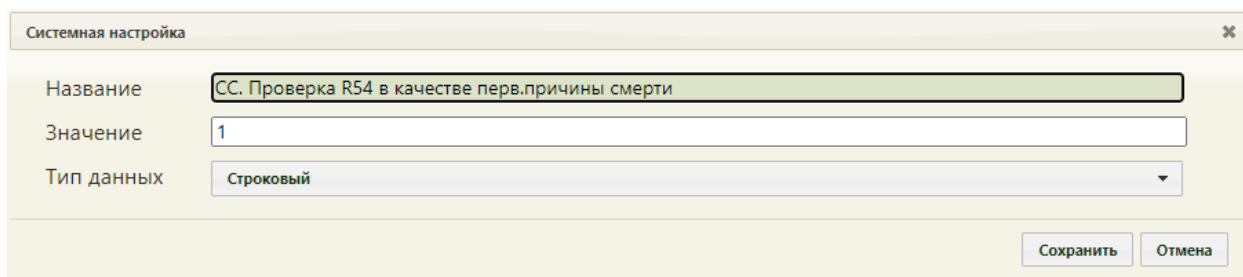 Системная настройка
Название СС. Проверка R54 в качестве перв.причины смерти
Значение 1
Тип данных Строковый
Сохранить Отмена